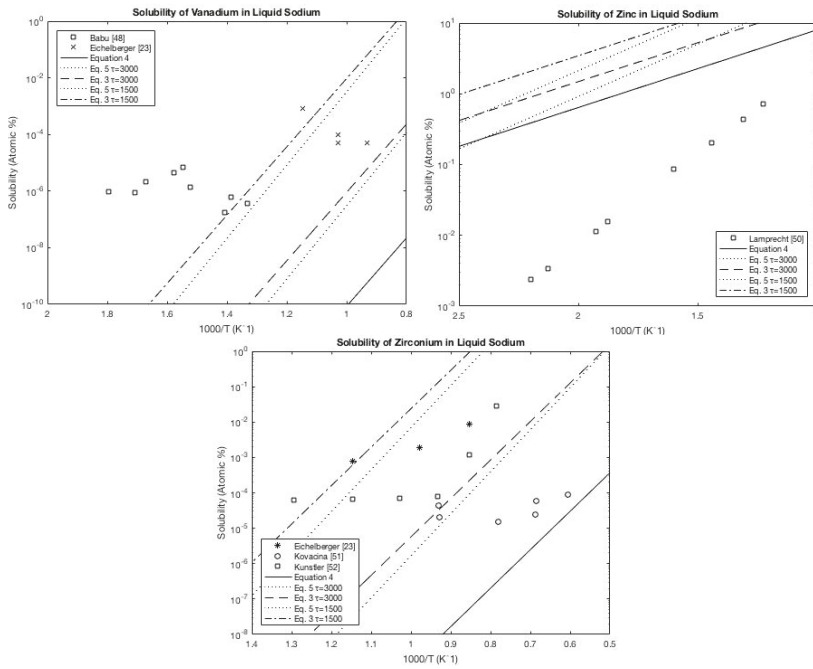 Solubility of Vanadium in Liquid Sodium
Solubility (Atomic %)
10^0
10^-2
10^-4
10^-6
10^-8
10^-10
Babu [48]
Eichelberger [23]
Equation 4
Eq. 5 τ=3000
Eq. 3 τ=3000
Eq. 5 τ=1500
Eq. 3 τ=1500
2 1.8 1.6 1.4 1.2 1 0.8
1000/T (K^-1)
Solubility of Zinc in Liquid Sodium
Solubility (Atomic %)
10^1
10^0
10^-1
10^-2
10^-3
Lamprecht [50]
Equation 4
Eq. 5 τ=3000
Eq. 3 τ=3000
Eq. 5 τ=1500
Eq. 3 τ=1500
2.5 2 1.5
1000/T (K^-1)
Solubility of Zirconium in Liquid Sodium
Solubility (Atomic %)
10^0
10^-1
10^-2
10^-3
10^-4
10^-5
10^-6
10^-7
10^-8
Eichelberger [23]
Kovacina [51]
Kunstler [52]
Equation 4
Eq. 5 τ=3000
Eq. 3 τ=3000
Eq. 5 τ=1500
Eq. 3 τ=1500
1.4 1.3 1.2 1.1 1 0.9 0.8 0.7 0.6 0.5
1000/T (K^-1)